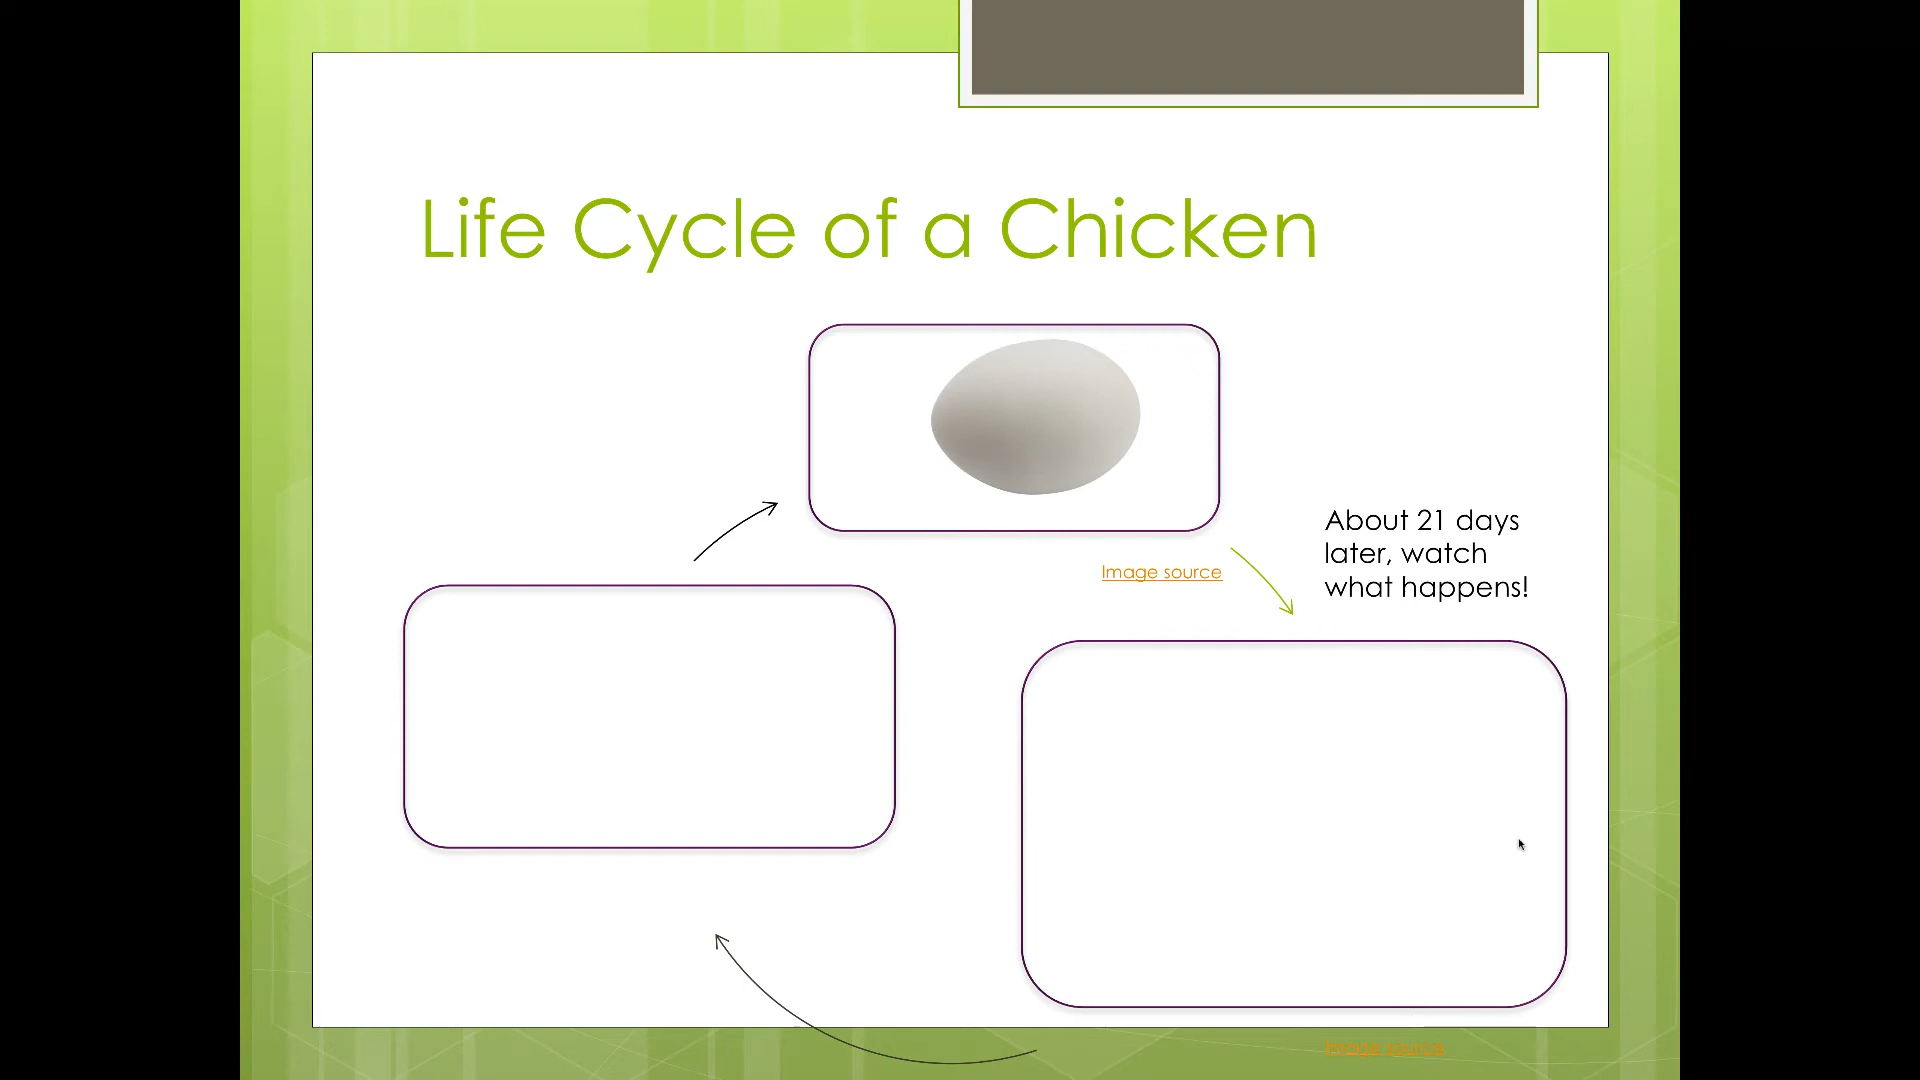 Life Cycle of a Chicken
About 21 days
later, watch
what happens!
Image source
Image source